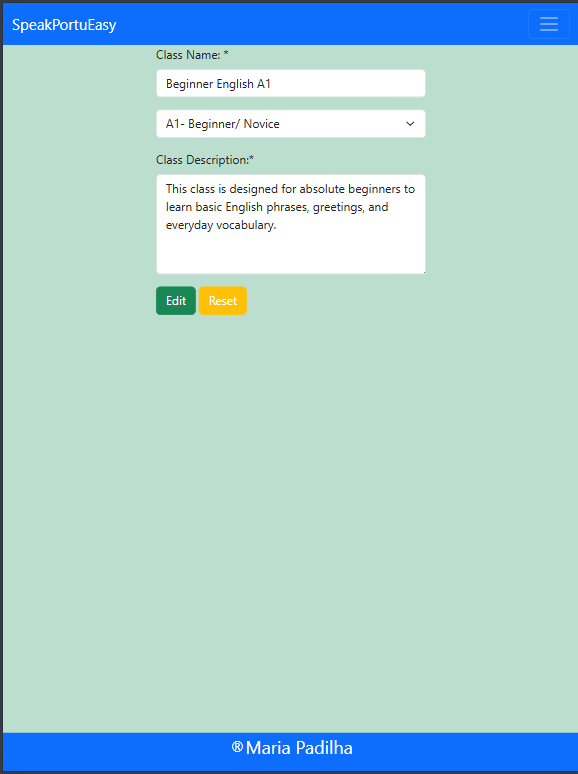 SpeakPortuEasy
Class Name: *
Beginner English A1
A1- Beginner/ Novice
Class Description:*
This class is designed for absolute beginners to
learn basic English phrases, greetings, and
everyday vocabulary.
Edit Reset
®Maria Padilha